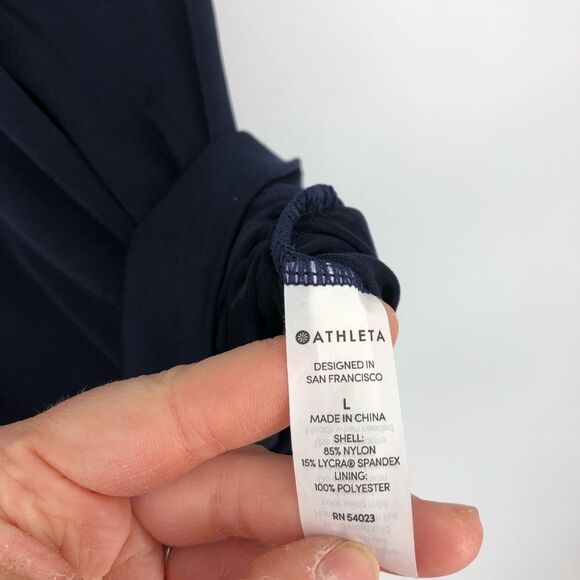 ATHLETA
DESIGNED IN
SAN FRANCISCO
L
MADE IN CHINA
SHELL:
85% NYLON
15% LYCRA® SPANDEX
LINING:
100% POLYESTER
RN 54023